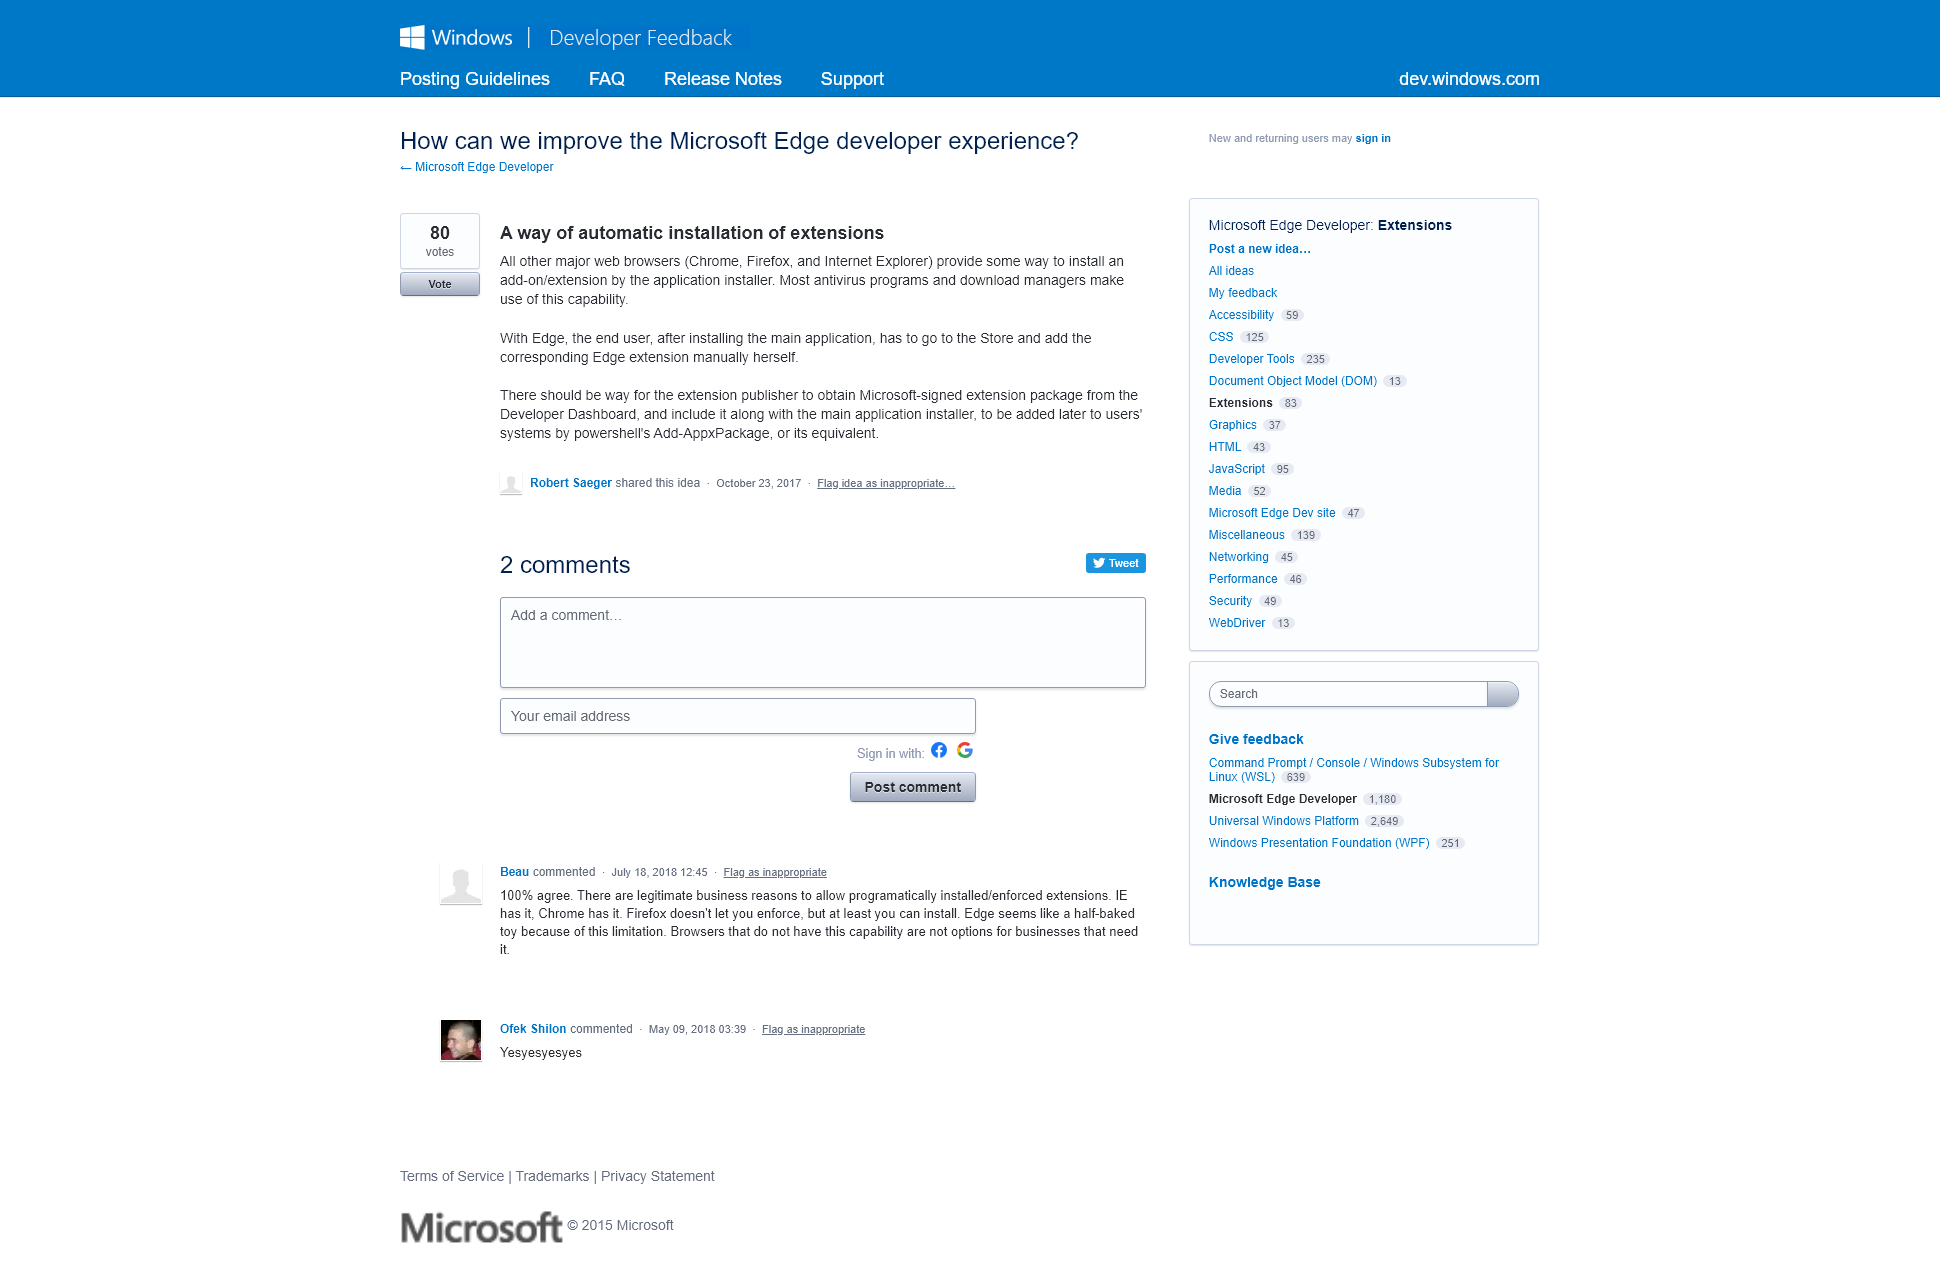 Windows | Developer Feedback
Posting Guidelines FAQ Release Notes Support dev.windows.com
How can we improve the Microsoft Edge developer experience?
← Microsoft Edge Developer
New and returning users may sign in
80
votes
Vote
A way of automatic installation of extensions
All other major web browsers (Chrome, Firefox, and Internet Explorer) provide some way to install an
add-on/extension by the application installer. Most antivirus programs and download managers make
use of this capability.
With Edge, the end user, after installing the main application, has to go to the Store and add the
corresponding Edge extension manually herself.
There should be way for the extension publisher to obtain Microsoft-signed extension package from the
Developer Dashboard, and include it along with the main application installer, to be added later to users'
systems by powershell's Add-AppxPackage, or its equivalent.
Robert Saeger shared this idea · October 23, 2017 · Flag idea as inappropriate…
2 comments
Tweet
Add a comment…
Your email address
Sign in with:
Post comment
Beau commented · July 18, 2018 12:45 · Flag as inappropriate
100% agree. There are legitimate business reasons to allow programatically installed/enforced extensions. IE
has it, Chrome has it. Firefox doesn't let you enforce, but at least you can install. Edge seems like a half-baked
toy because of this limitation. Browsers that do not have this capability are not options for businesses that need
it.
Ofek Shilon commented · May 09, 2018 03:39 · Flag as inappropriate
Yesyesyesyes
Microsoft Edge Developer: Extensions
Post a new idea…
All ideas
My feedback
Accessibility 59
CSS 125
Developer Tools 235
Document Object Model (DOM) 13
Extensions 83
Graphics 37
HTML 43
JavaScript 95
Media 52
Microsoft Edge Dev site 47
Miscellaneous 139
Networking 45
Performance 46
Security 49
WebDriver 13
Search
Give feedback
Command Prompt / Console / Windows Subsystem for
Linux (WSL) 639
Microsoft Edge Developer 1,180
Universal Windows Platform 2,649
Windows Presentation Foundation (WPF) 251
Knowledge Base
Terms of Service | Trademarks | Privacy Statement
Microsoft © 2015 Microsoft